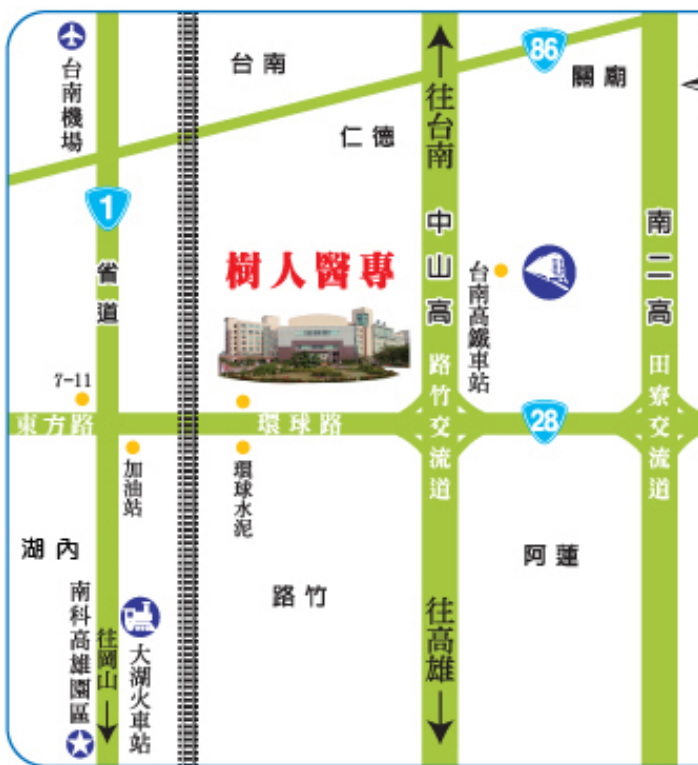 台南機場
台南
86
關廟
往台南
仁德
1
省道
樹人醫專
中山高
台南高鐵車站
南二高
7-11
東方路
環球路
路竹交流道
28
田寮交流道
加油站
環球水泥
湖內
阿蓮
路竹
南科高雄園區
往岡山
大湖火車站
往高雄